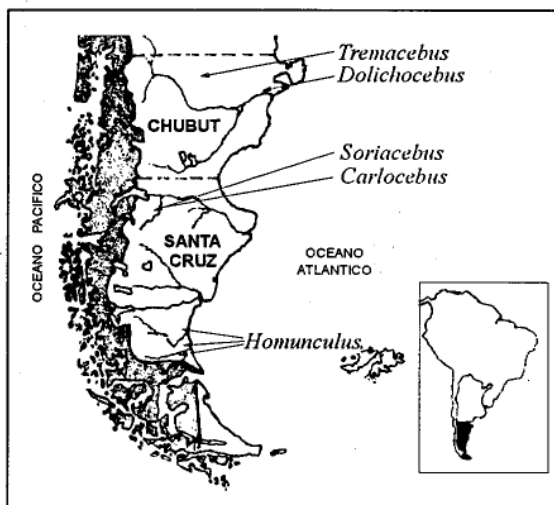 Tremacebus
Dolichocebus
CHUBUT
Soriacebus
Carlocebus
SANTA
CRUZ
OCEANO PACIFICO
OCEANO
ATLANTICO
Homunculus